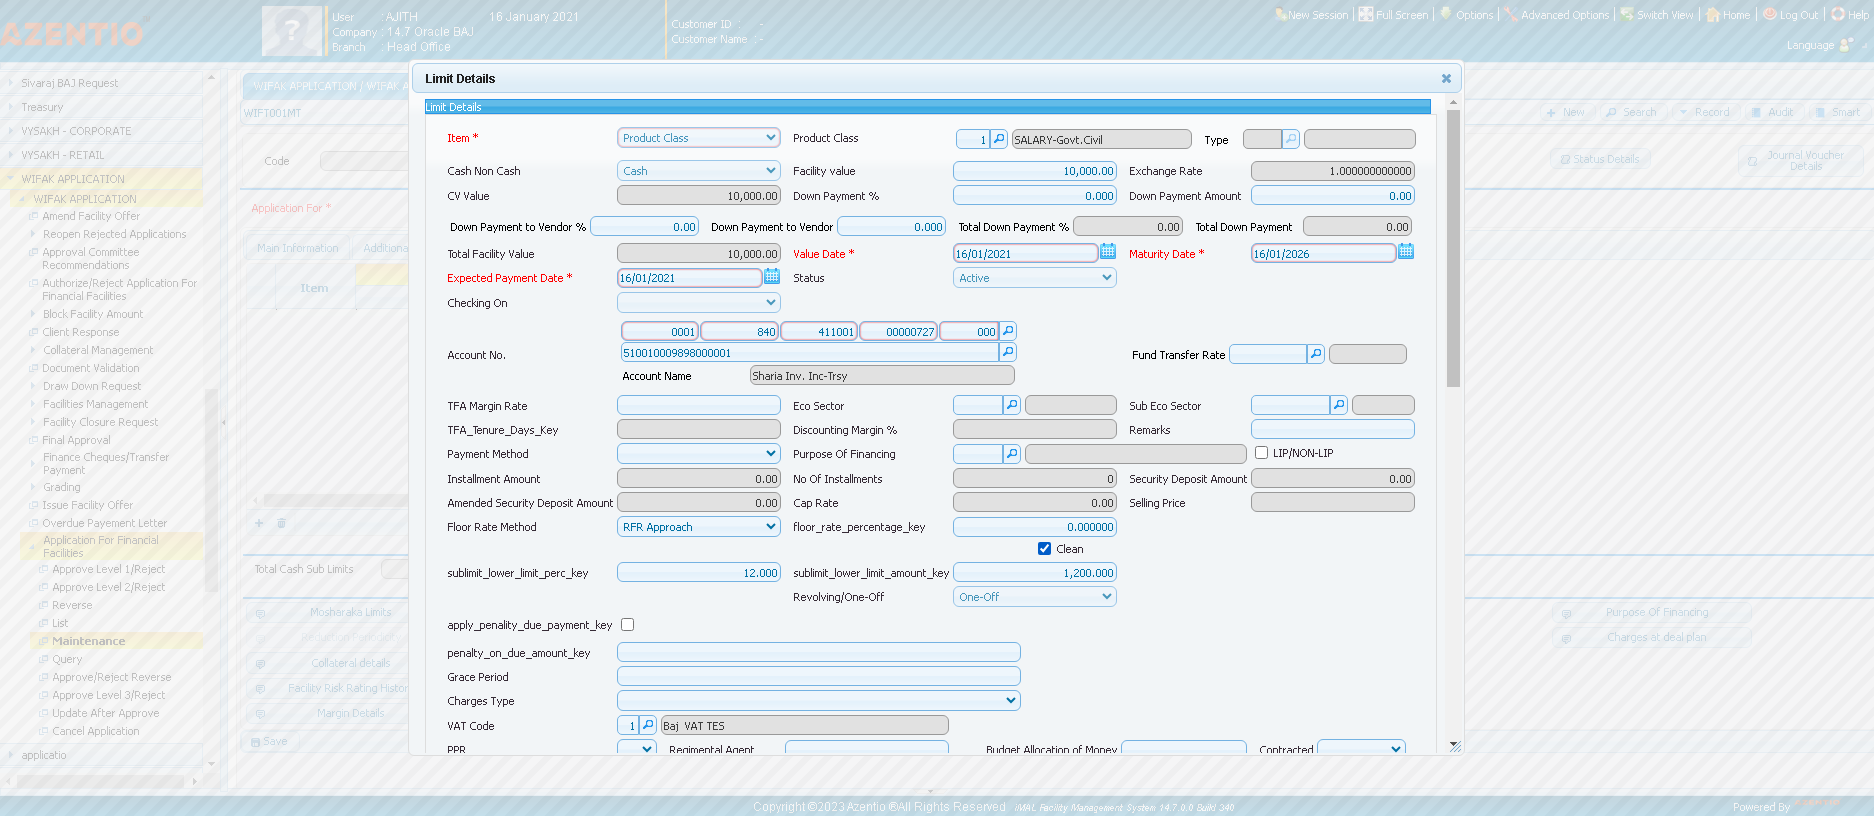 AZENTIO
User : AJITH 16 January 2021
Company : 14.7 Oracle BAJ
Branch : Head Office
Customer ID : -
Customer Name : -
New Session | Full Screen | Options | Advanced Options | Switch View | Home | Log Out | Help
Language
Sivaraj BAJ Request
Treasury
VYSAKH - CORPORATE
VYSAKH - RETAIL
WIFAK APPLICATION
WIFAK APPLICATION
Amend Facility Offer
Reopen Rejected Applications
Approval Committee
Recommendations
Authorize/Reject Application For
Financial Facilities
Block Facility Amount
Client Response
Collateral Management
Document Validation
Draw Down Request
Facilities Management
Facility Closure Request
Final Approval
Finance Cheques/Transfer
Payment
Grading
Issue Facility Offer
Overdue Payment Letter
Application For Financial
Facilities
Approve Level 1/Reject
Approve Level 2/Reject
Reverse
List
Maintenance
Query
Approve/Reject Reverse
Approve Level 3/Reject
Update After Approve
Cancel Application
applicatio
WIFAK APPLICATION / WIFAK A
WIFT001MT
Code
Application For *
Main Information Additiona
Item
Total Cash Sub Limits
Mosharaka Limits
Collateral details
Facility Risk Rating Histor
Margin Details
Save
New Search Record Audit Smart
Status Details
Journal Voucher
Details
Purpose Of Financing
Charges at deal plan
Limit Details
Limit Details
Item * Product Class Product Class 1 SALARY-Govt.Civil Type
Cash Non Cash Cash Facility value 10,000.00 Exchange Rate 1.000000000000
CV Value 10,000.00 Down Payment % 0.000 Down Payment Amount 0.00
Down Payment to Vendor % 0.00 Down Payment to Vendor 0.000 Total Down Payment % 0.00 Total Down Payment 0.00
Total Facility Value 10,000.00 Value Date * 16/01/2021 Maturity Date * 16/01/2026
Expected Payment Date * 16/01/2021 Status Active
Checking On
0001 840 411001 00000727 000
Account No. 510010009898000001 Fund Transfer Rate
Account Name Sharia Inv. Inc-Trsy
TFA Margin Rate Eco Sector Sub Eco Sector
TFA_Tenure_Days_Key Discounting Margin % Remarks
Payment Method Purpose Of Financing LIP/NON-LIP
Installment Amount 0.00 No Of Installments 0 Security Deposit Amount 0.00
Amended Security Deposit Amount 0.00 Cap Rate 0.00 Selling Price
Floor Rate Method RFR Approach floor_rate_percentage_key 0.000000
Clean
sublimit_lower_limit_perc_key 12.000 sublimit_lower_limit_amount_key 1,200.000
Revolving/One-Off One-Off
apply_penality_due_payment_key
penalty_on_due_amount_key
Grace Period
Charges Type
VAT Code 1 Baj VAT TES
PPR Regimental Agent Budget Allocation of Money Contracted
Copyright ©2023 Azentio ®All Rights Reserved iMAL Facility Management System 14.7.0.0 Build 340
Powered By